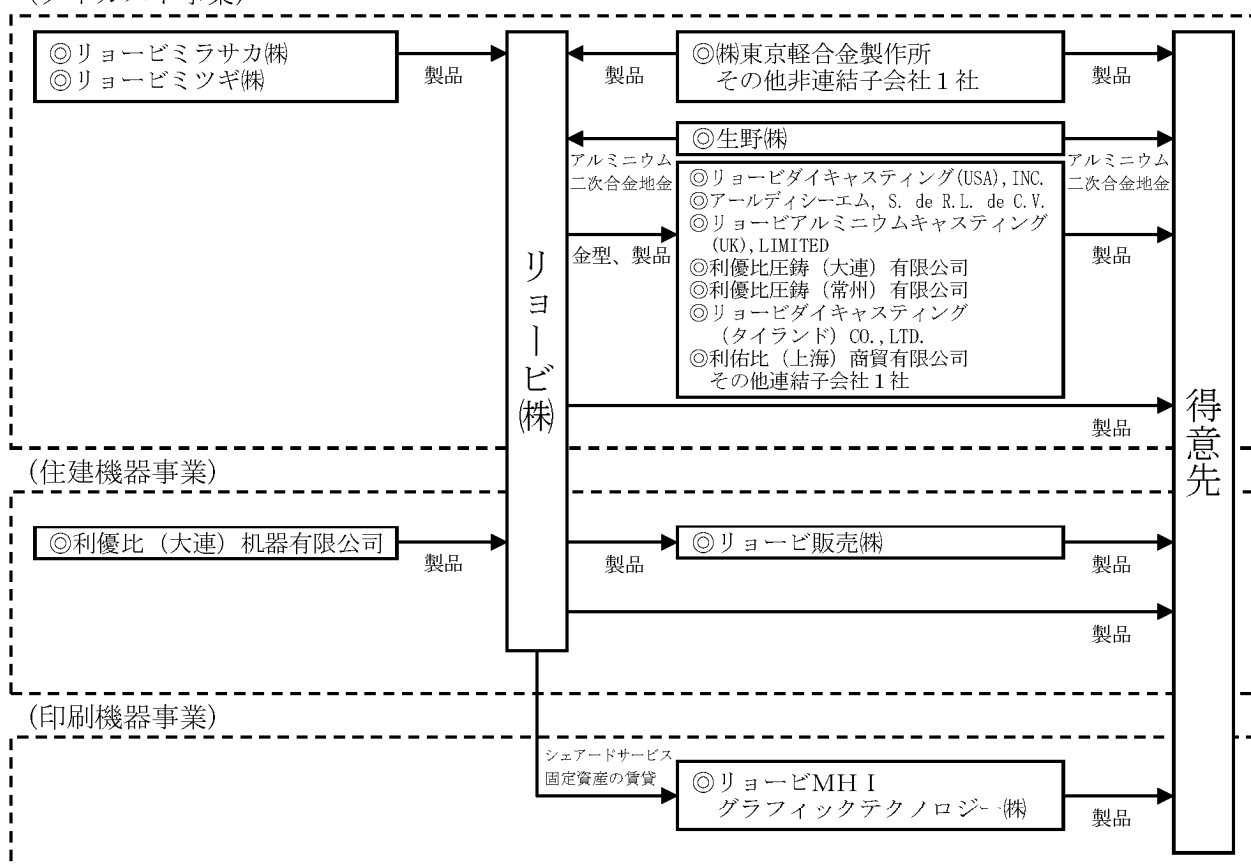 ◎リョービミラサカ㈱
◎リョービミツギ㈱
製品
製品
◎㈱東京軽合金製作所
その他非連結子会社１社
製品
◎生野㈱
アルミニウム
二次合金地金
アルミニウム
二次合金地金
◎リョービダイキャスティング(USA),INC.
◎アールディシーエム, S. de R.L. de C.V.
◎リョービアルミニウムキャスティング
(UK),LIMITED
◎利優比圧鋳（大連）有限公司
◎利優比圧鋳（常州）有限公司
◎リョービダイキャスティング
（タイランド）CO.,LTD.
◎利佑比（上海）商貿有限公司
その他連結子会社１社
金型、製品
製品
リョービ㈱
製品
得意先
(住建機器事業)
◎利優比（大連）机器有限公司
製品
製品
◎リョービ販売㈱
製品
製品
(印刷機器事業)
シェアードサービス
固定資産の賃貸
◎リョービMHI
グラフィックテクノロジー㈱
製品